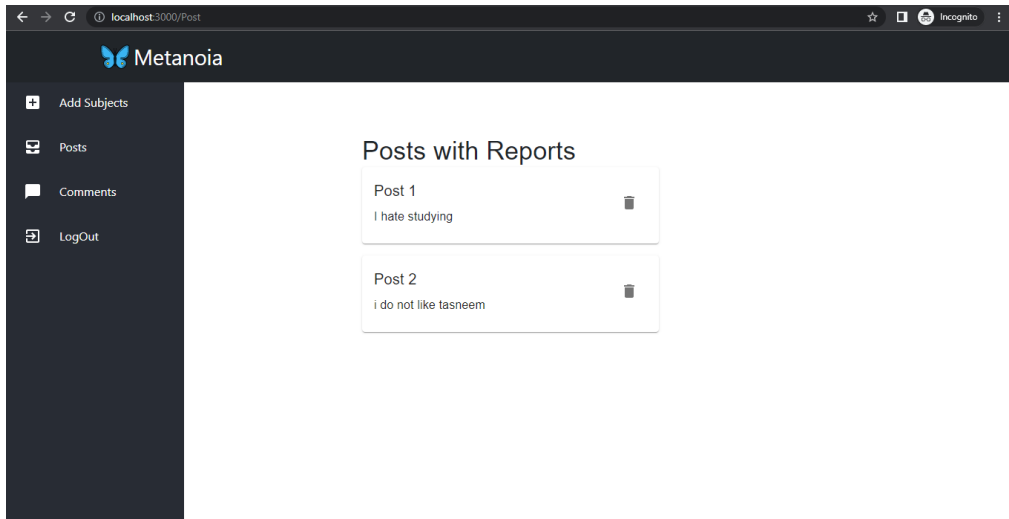 localhost:3000/Post
Incognito
Metanoia
Add Subjects
Posts
Comments
LogOut
Posts with Reports
Post 1
I hate studying
Post 2
i do not like tasneem